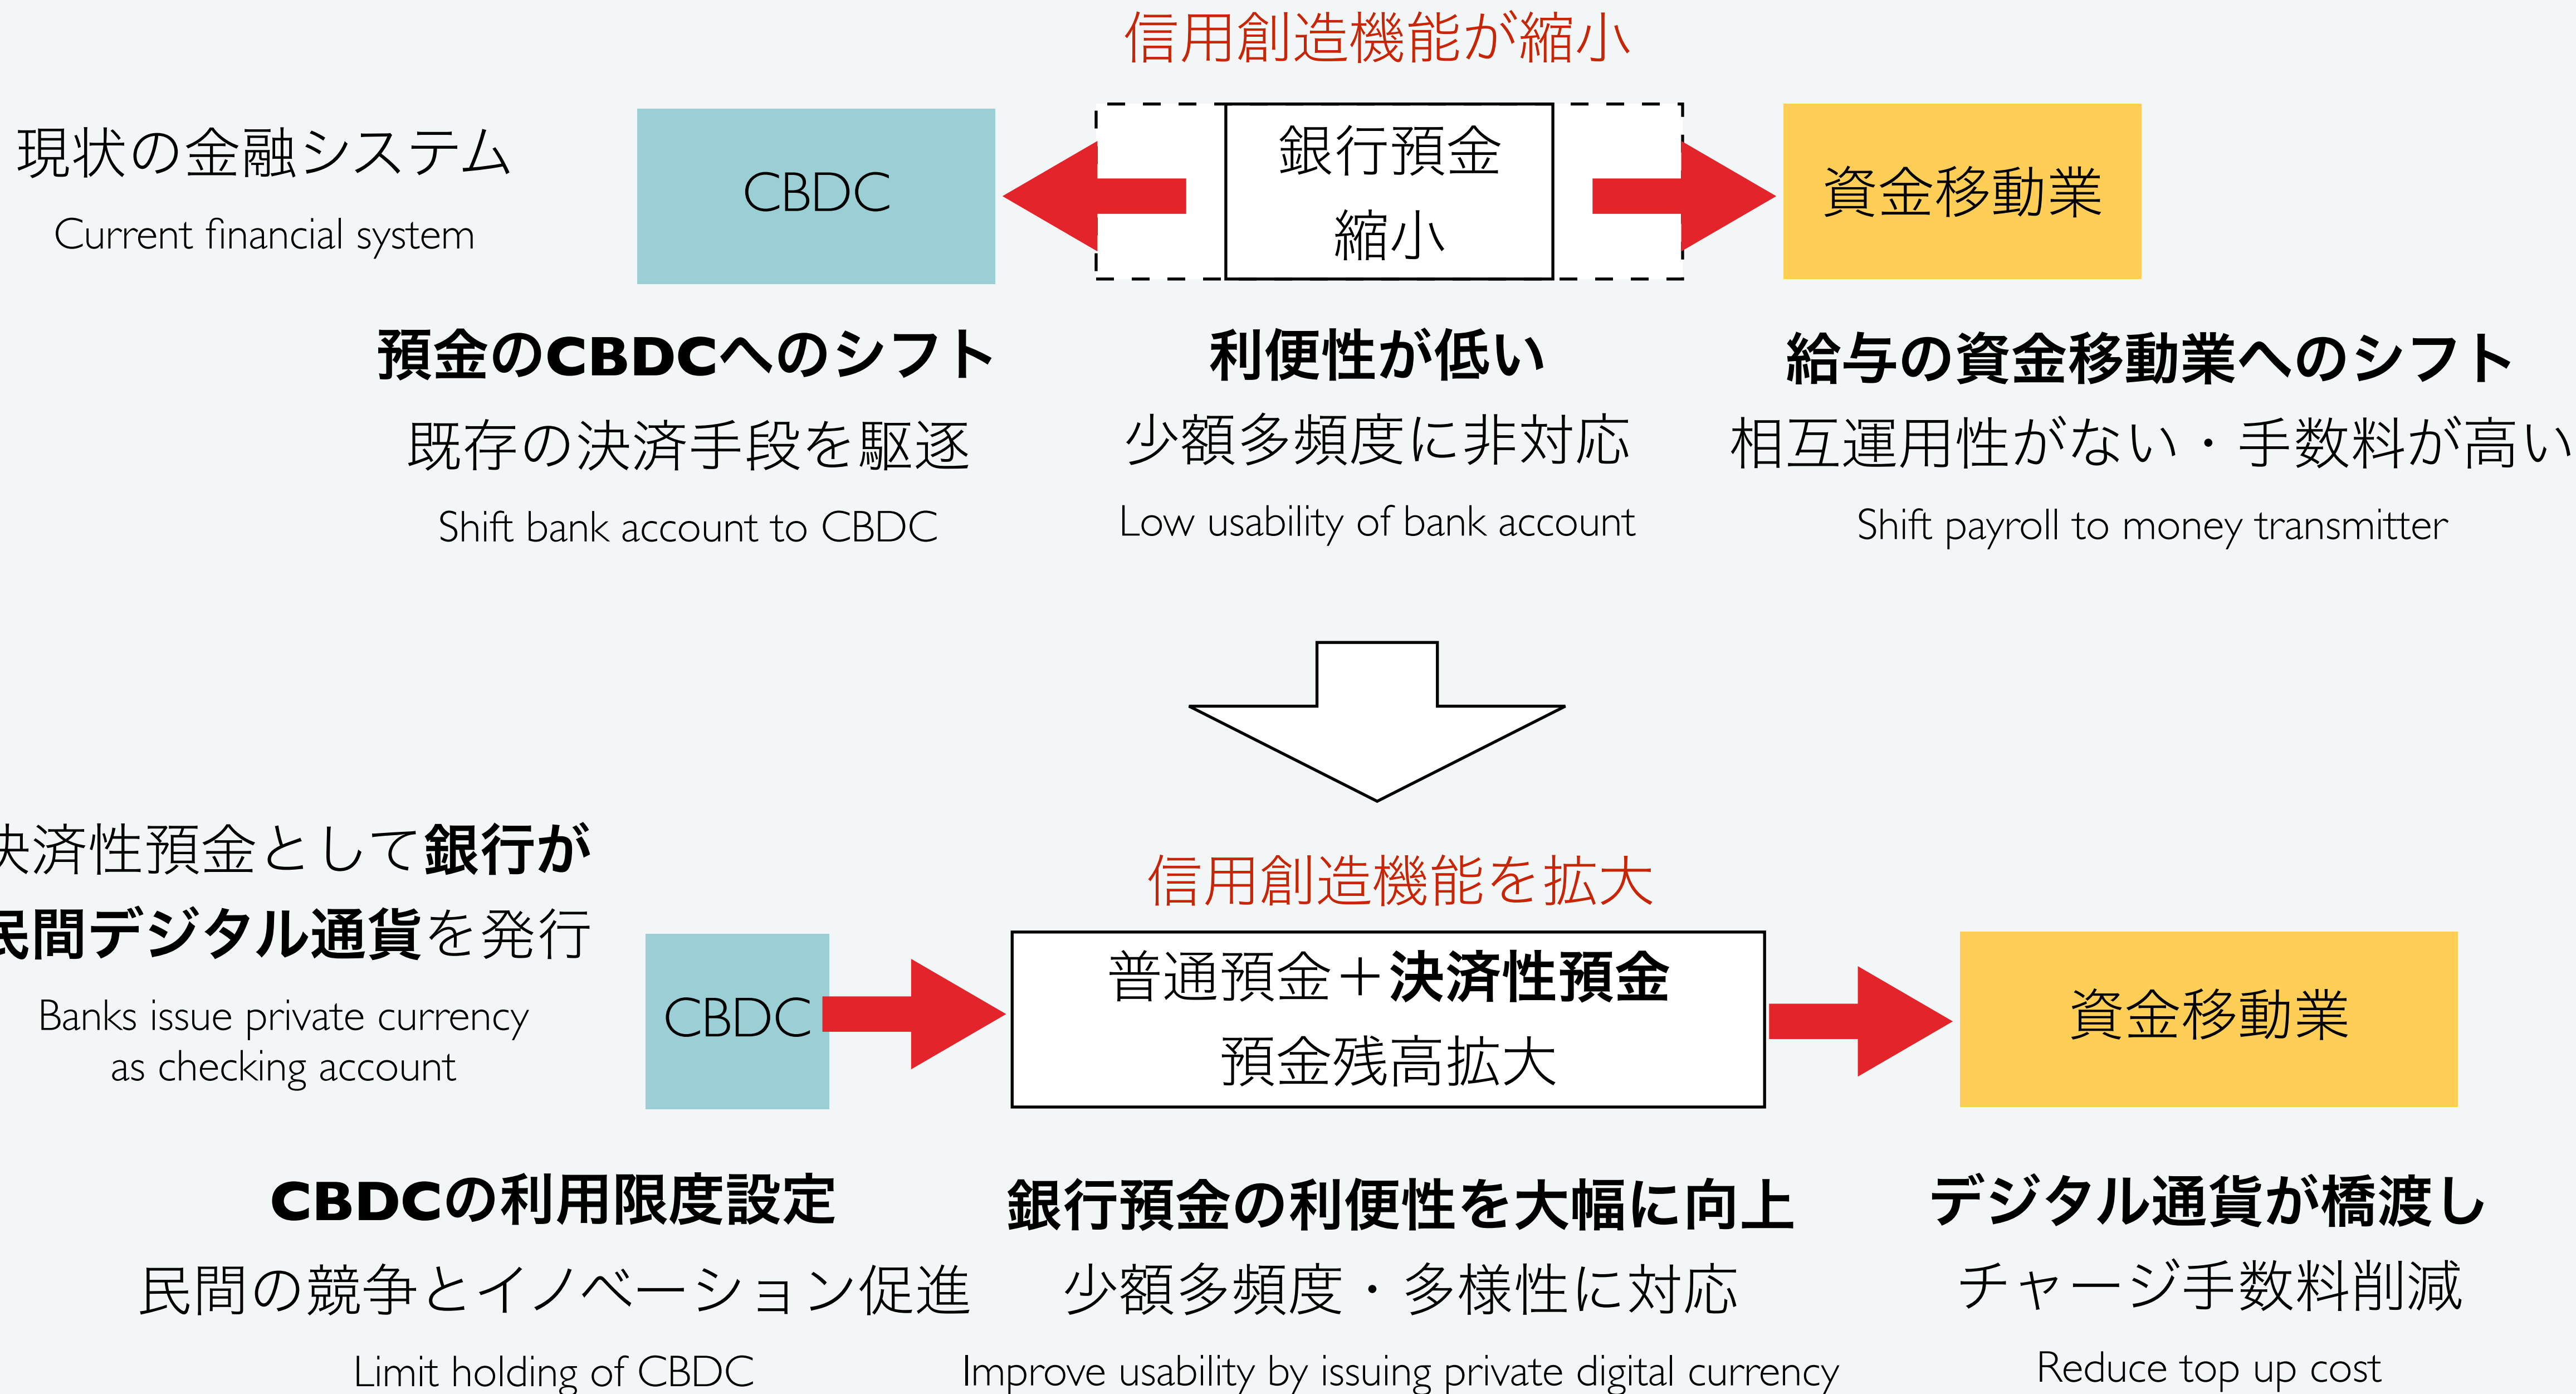 信用創造機能が縮小
現状の金融システム
Current financial system
CBDC
銀行預金
縮小
資金移動業
預金のCBDCへのシフト
既存の決済手段を駆逐
Shift bank account to CBDC
利便性が低い
少額多頻度に非対応
Low usability of bank account
給与の資金移動業へのシフト
相互運用性がない・手数料が高い
Shift payroll to money transmitter
決済性預金として銀行が
民間デジタル通貨を発行
Banks issue private currency
as checking account
信用創造機能を拡大
CBDC
普通預金＋決済性預金
預金残高拡大
資金移動業
CBDCの利用限度設定
民間の競争とイノベーション促進
Limit holding of CBDC
銀行預金の利便性を大幅に向上
少額多頻度・多様性に対応
Improve usability by issuing private digital currency
デジタル通貨が橋渡し
チャージ手数料削減
Reduce top up cost